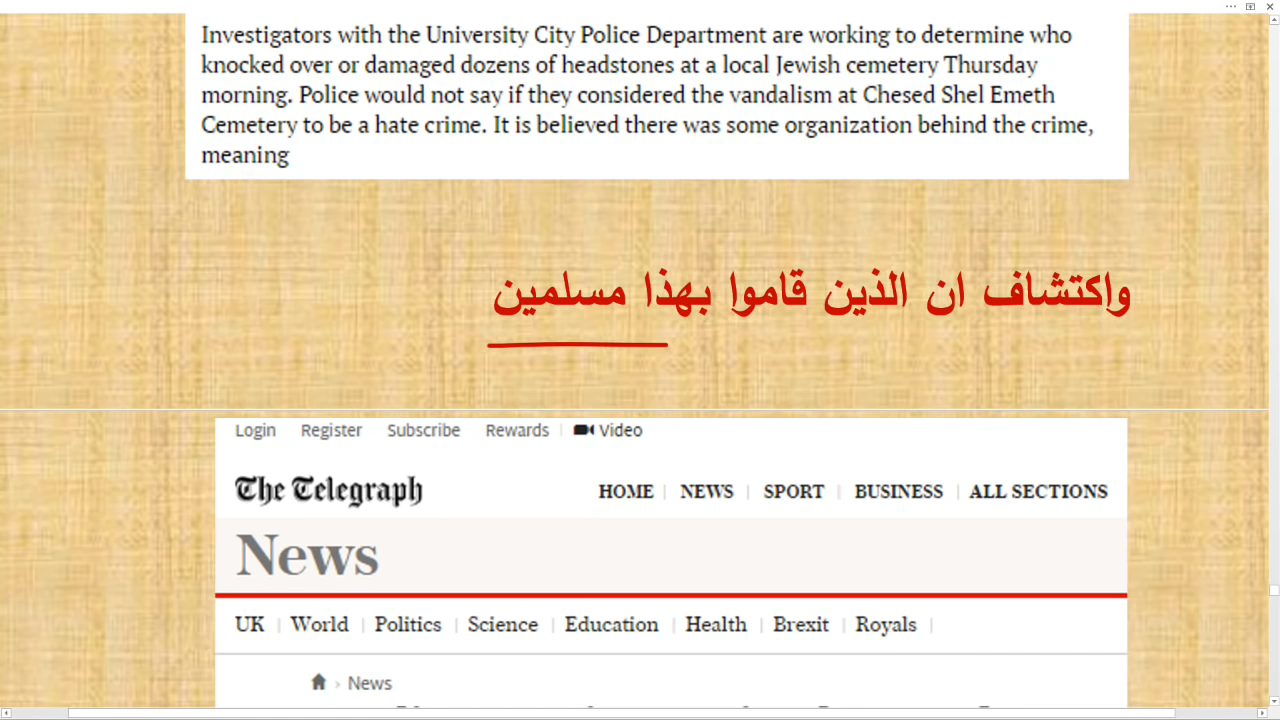 Investigators with the University City Police Department are working to determine who
knocked over or damaged dozens of headstones at a local Jewish cemetery Thursday
morning. Police would not say if they considered the vandalism at Chesed Shel Emeth
Cemetery to be a hate crime. It is believed there was some organization behind the crime,
meaning
واكتشاف ان الذين قاموا بهذا مسلمين
Login Register Subscribe Rewards Video
The Telegraph HOME NEWS SPORT BUSINESS ALL SECTIONS
News
UK World Politics Science Education Health Brexit Royals
› News